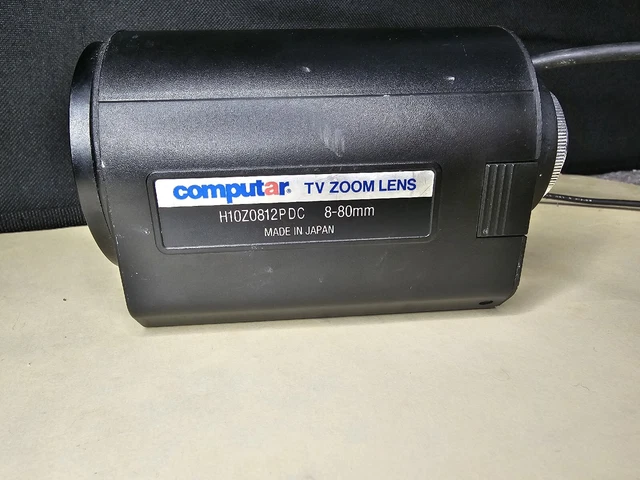 computar. TV ZOOM LENS
H10Z0812PDC 8-80mm
MADE IN JAPAN